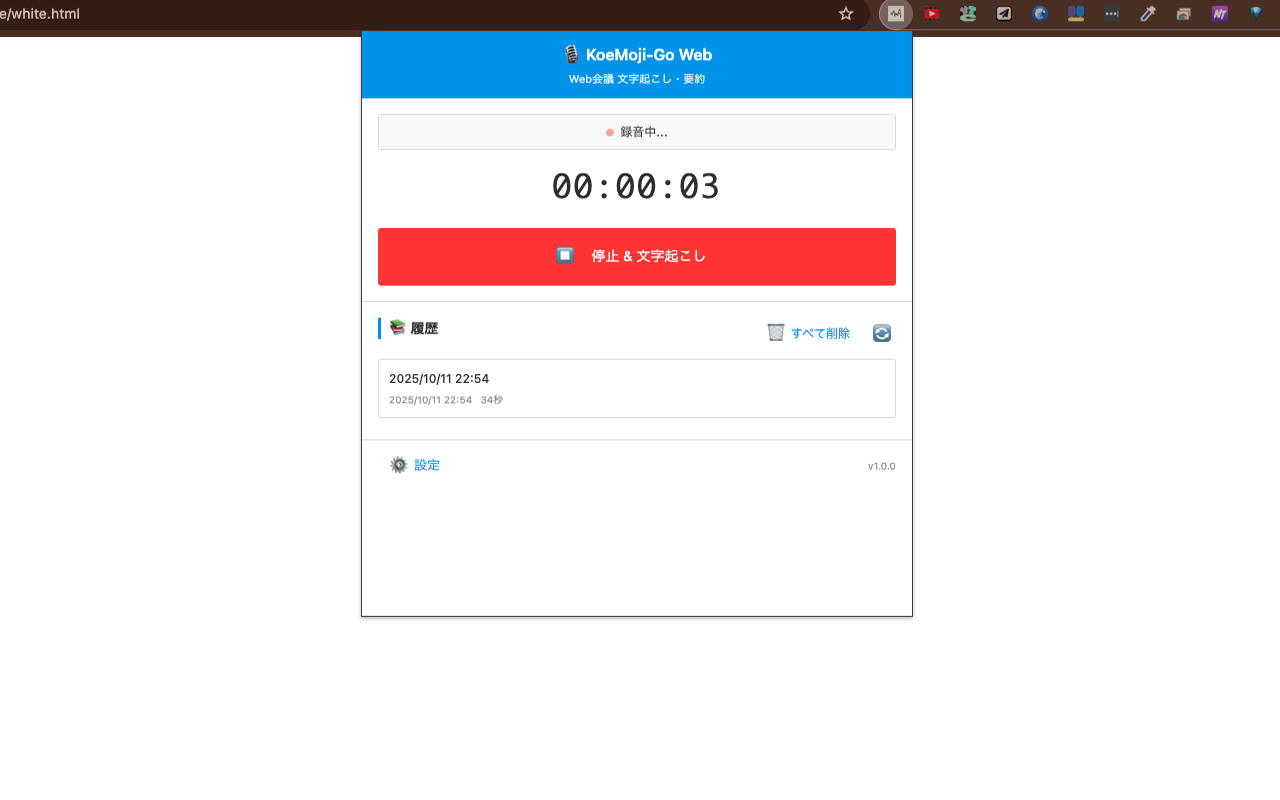 e/white.html
KoeMoji-Go Web
Web会議 文字起こし・要約
録音中...
00:00:03
停止 & 文字起こし
履歴
すべて削除
2025/10/11 22:54
2025/10/11 22:54 34秒
設定
v1.0.0